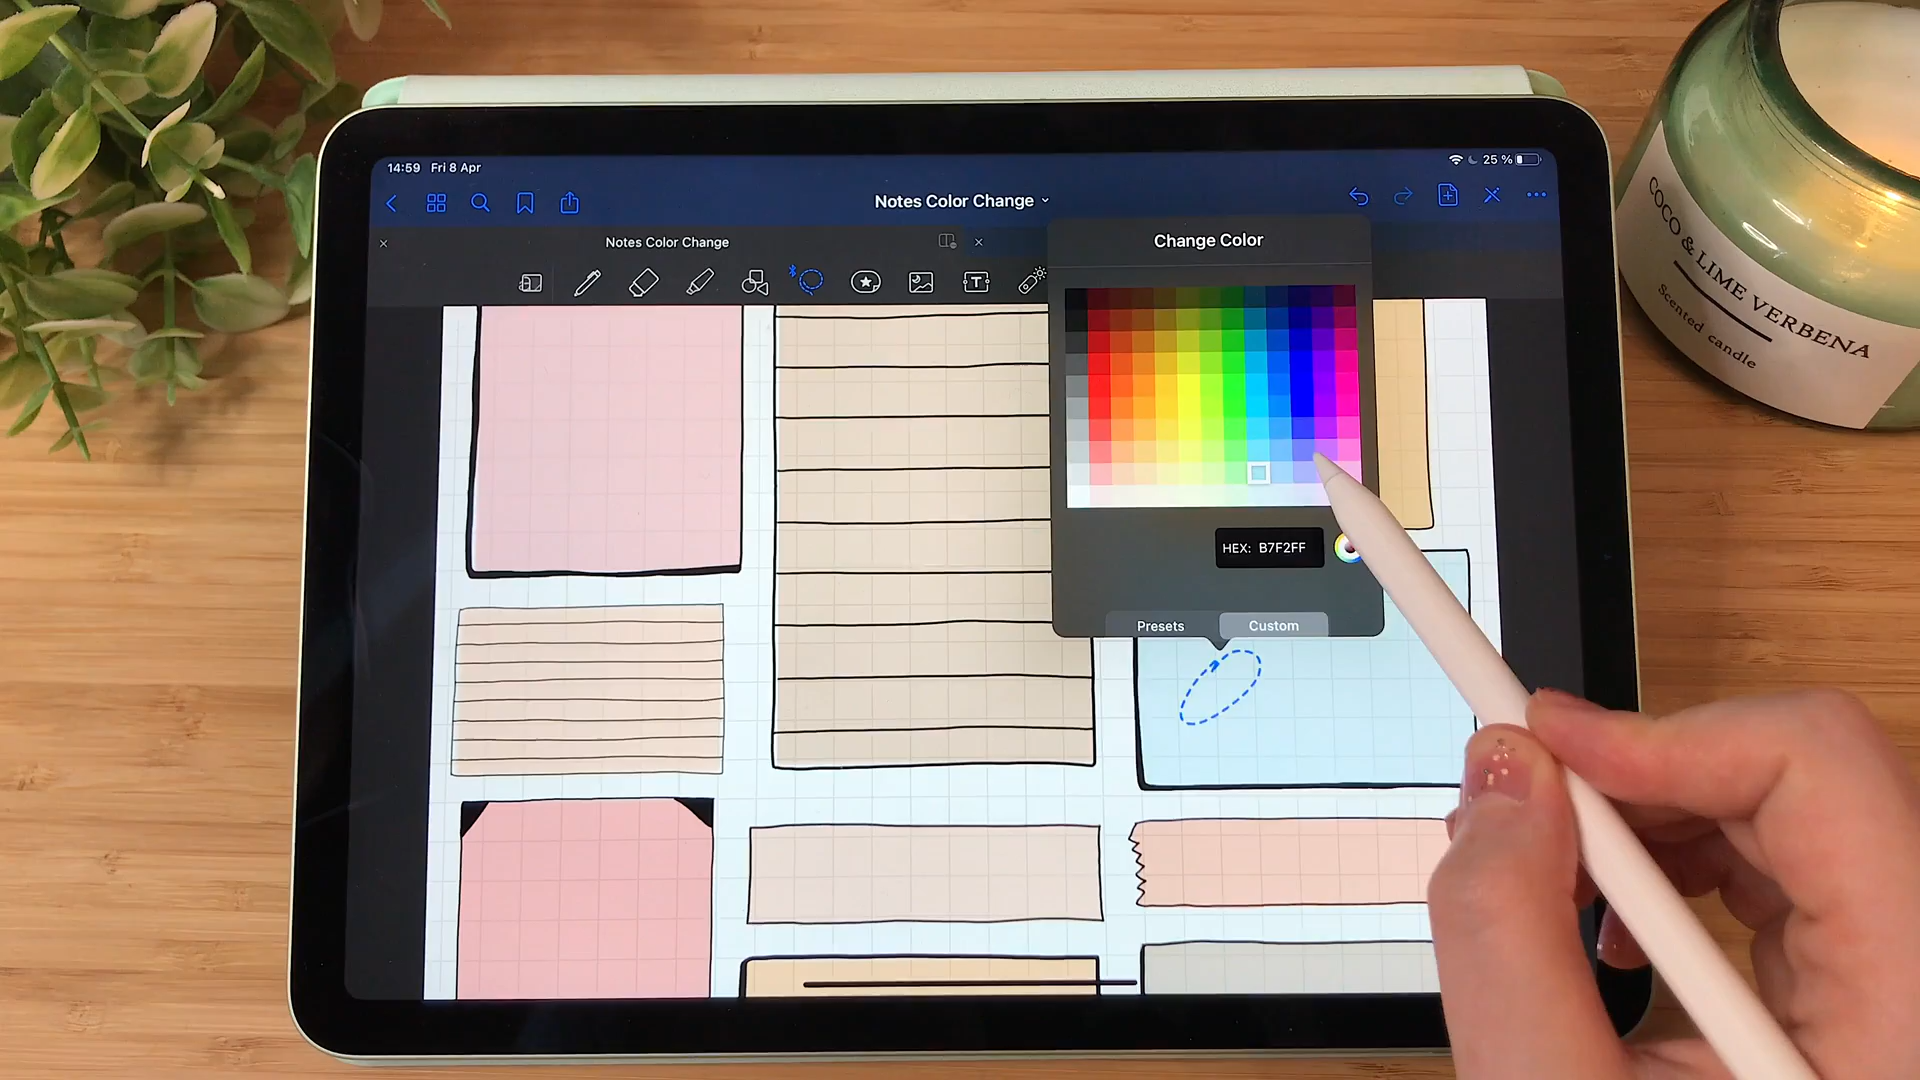 14:59 Fri 8 Apr
25 %
Notes Color Change
Notes Color Change
T
Change Color
HEX: B7F2FF
Presets
Custom
COCO & LIME VERBENA
Scented candle